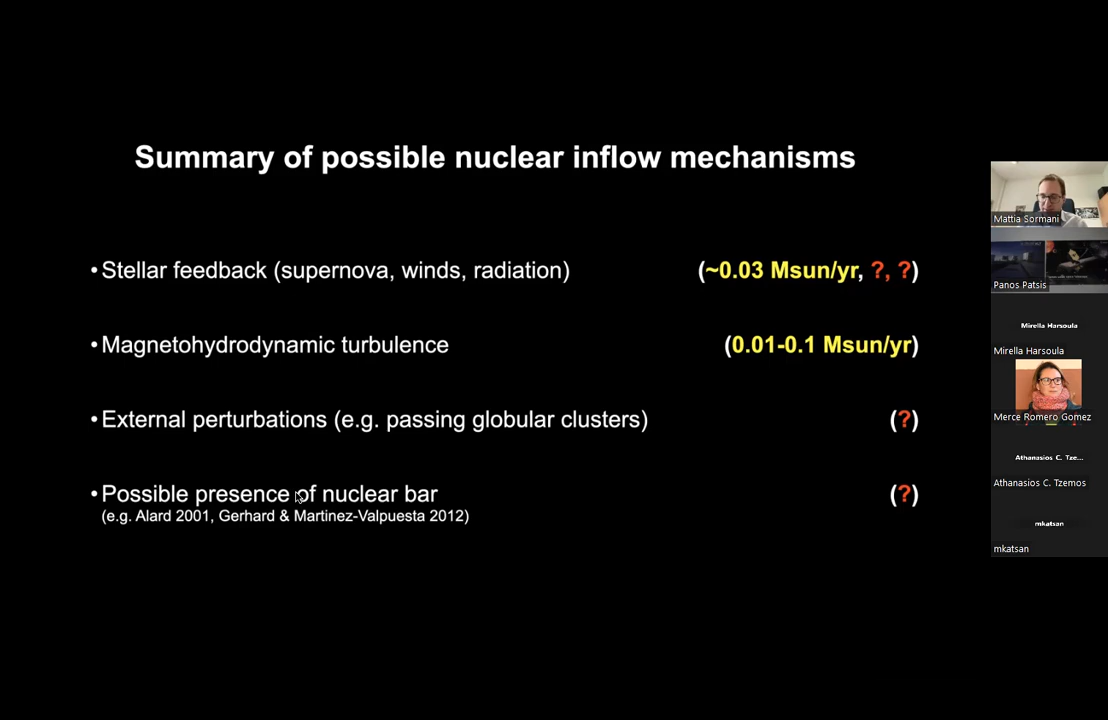 Summary of possible nuclear inflow mechanisms
•Stellar feedback (supernova, winds, radiation) (~0.03 Msun/yr, ?, ?)
•Magnetohydrodynamic turbulence (0.01-0.1 Msun/yr)
•External perturbations (e.g. passing globular clusters) (?)
•Possible presence of nuclear bar (?)
(e.g. Alard 2001, Gerhard & Martinez-Valpuesta 2012)
Mattia Sormani
Panos Patsis
Mirella Harsoula
Mirella Harsoula
Merce Romero Gomez
Athanasios C. Tze...
Athanasios C. Tzemos
mkatsan
mkatsan